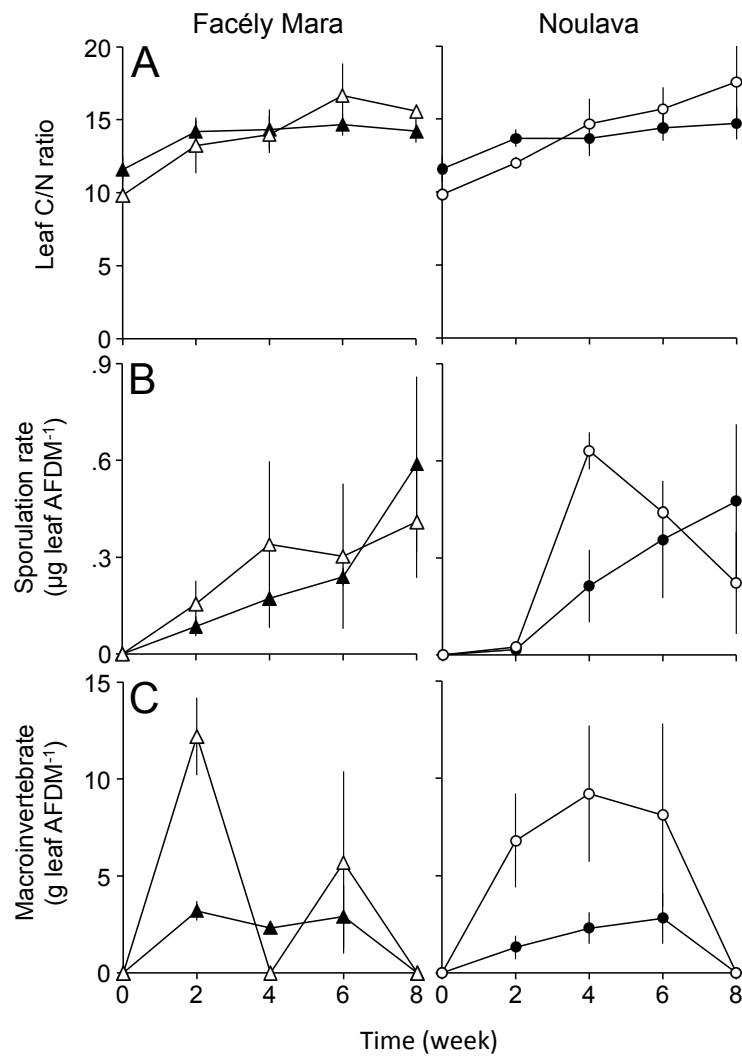 Facély Mara Noulava
A
Leaf C/N ratio
20
15
10
5
0
B
Sporulation rate
(µg leaf AFDM⁻¹)
.9
.6
.3
0
C
Macroinvertebrate
(g leaf AFDM⁻¹)
15
10
5
0
0 2 4 6 8 0 2 4 6 8
Time (week)